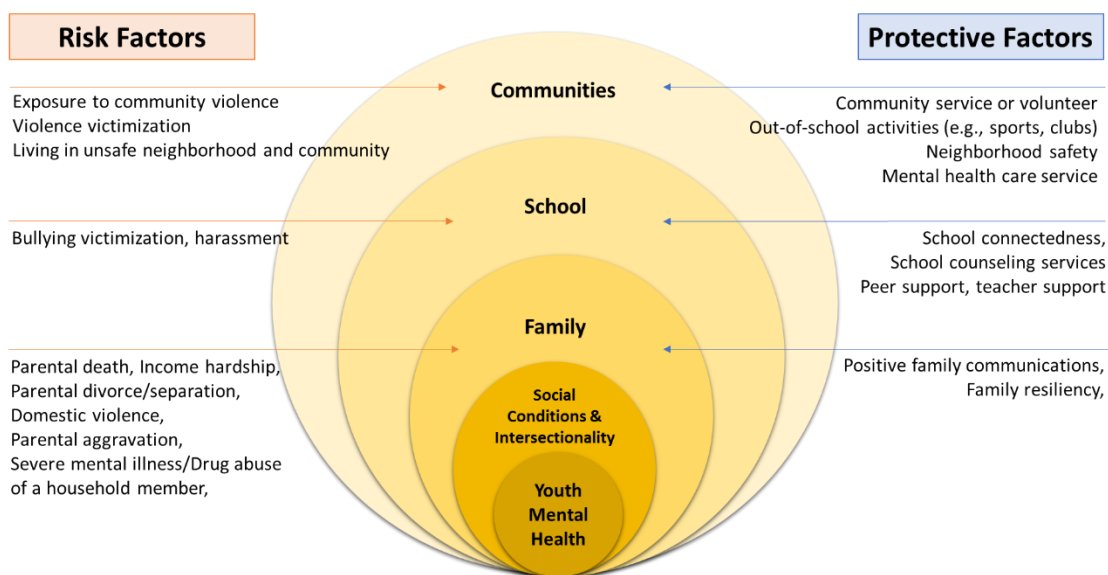 Risk Factors
Protective Factors
Communities
Exposure to community violence
Violence victimization
Living in unsafe neighborhood and community
Community service or volunteer
Out-of-school activities (e.g., sports, clubs)
Neighborhood safety
Mental health care service
School
Bullying victimization, harassment
School connectedness,
School counseling services
Peer support, teacher support
Family
Parental death, Income hardship,
Parental divorce/separation,
Domestic violence,
Parental aggravation,
Severe mental illness/Drug abuse
of a household member,
Positive family communications,
Family resiliency,
Social
Conditions &
Intersectionality
Youth
Mental
Health